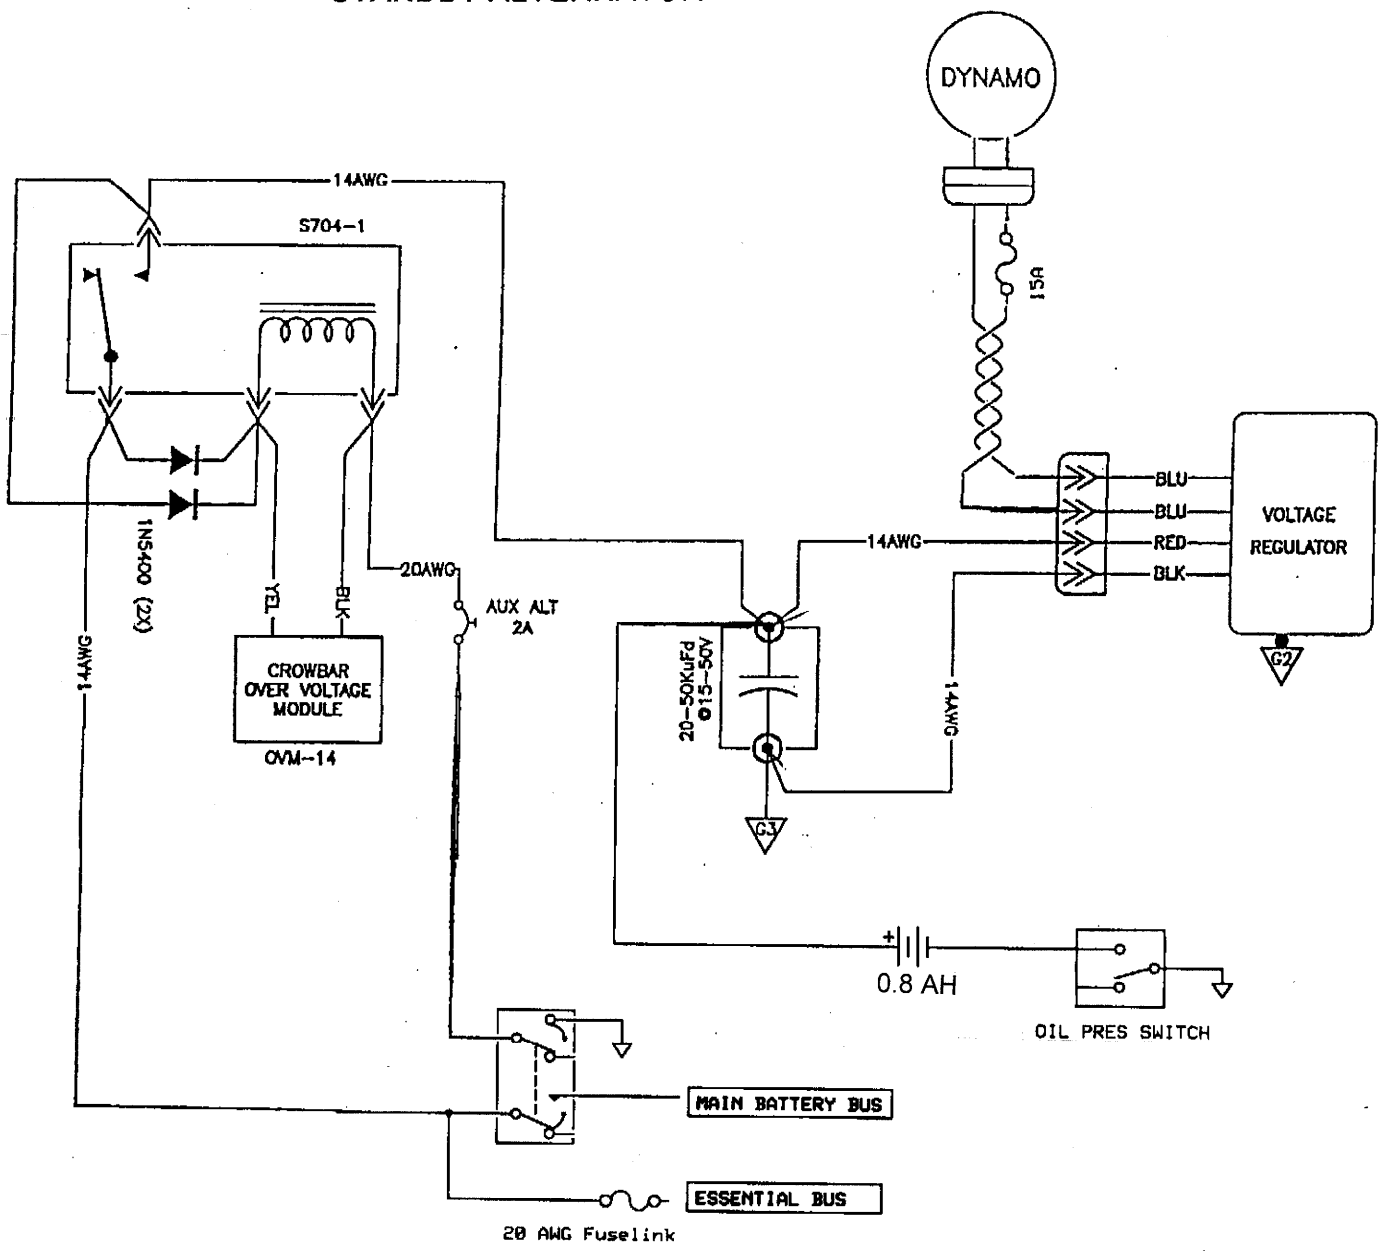 DYNAMO
14AWG
S704-1
15A
BLU
BLU
RED
BLK
VOLTAGE
REGULATOR
G2
14AWG
1N5400 (2X)
YEL
BLK
20AWG
AUX ALT
2A
14AWG
CROWBAR
OVER VOLTAGE
MODULE
OVM-14
20-50KuFd
@15-50V
14AWG
G3
+
0.8 AH
OIL PRES SWITCH
MAIN BATTERY BUS
ESSENTIAL BUS
20 AWG Fuselink